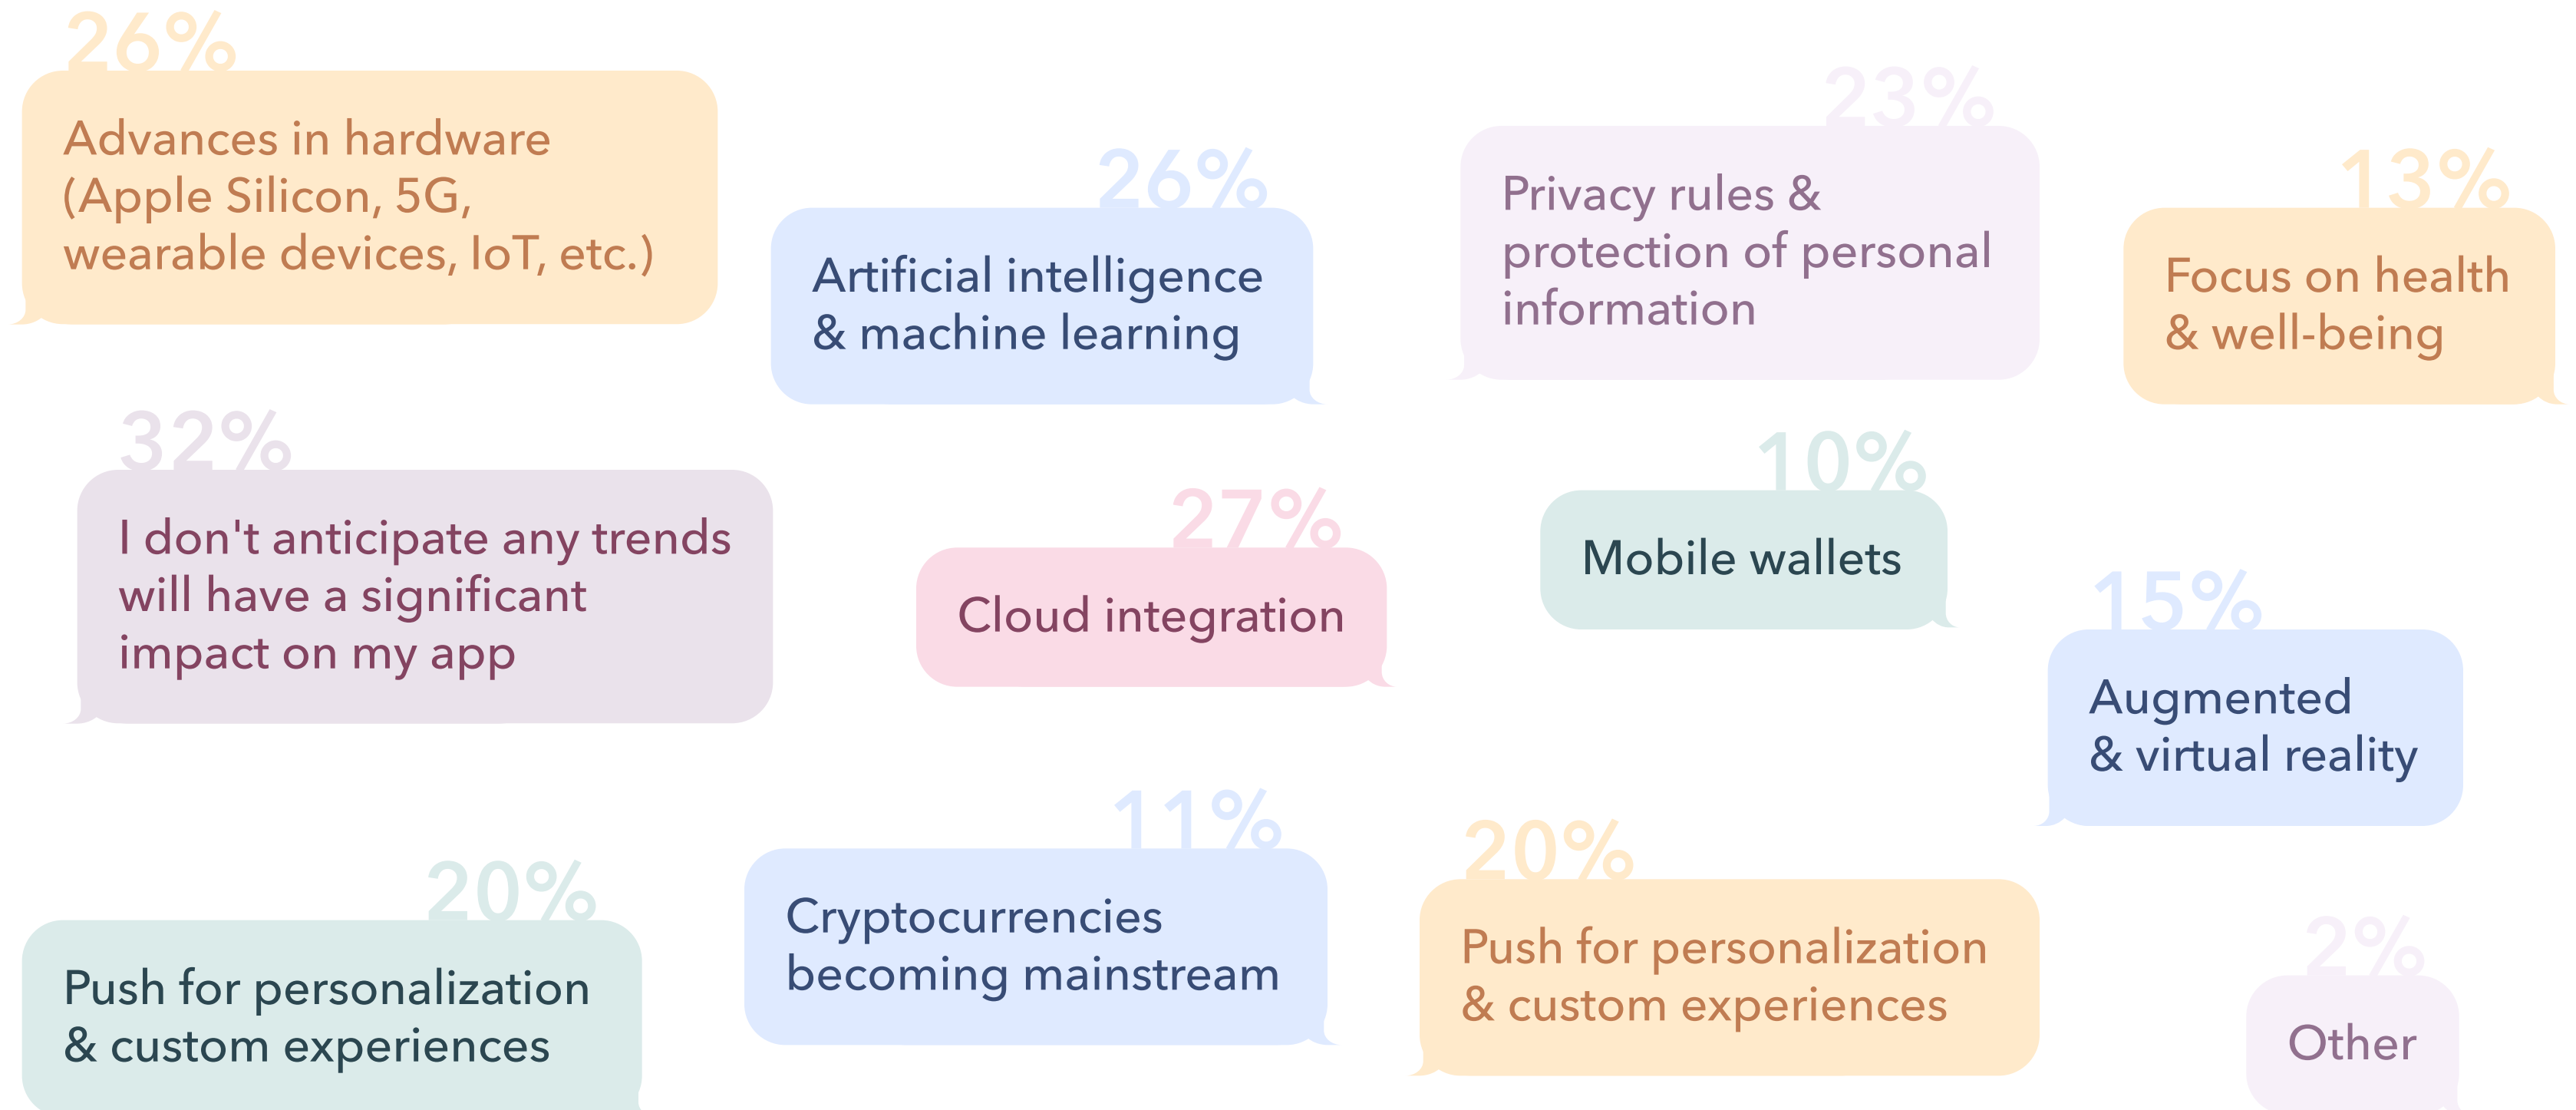 26%
Advances in hardware
(Apple Silicon, 5G,
wearable devices, IoT, etc.)
26%
Artificial intelligence
& machine learning
23%
Privacy rules &
protection of personal
information
13%
Focus on health
& well-being
32%
I don't anticipate any trends
will have a significant
impact on my app
27%
Cloud integration
10%
Mobile wallets
15%
Augmented
& virtual reality
20%
Push for personalization
& custom experiences
11%
Cryptocurrencies
becoming mainstream
20%
Push for personalization
& custom experiences
2%
Other